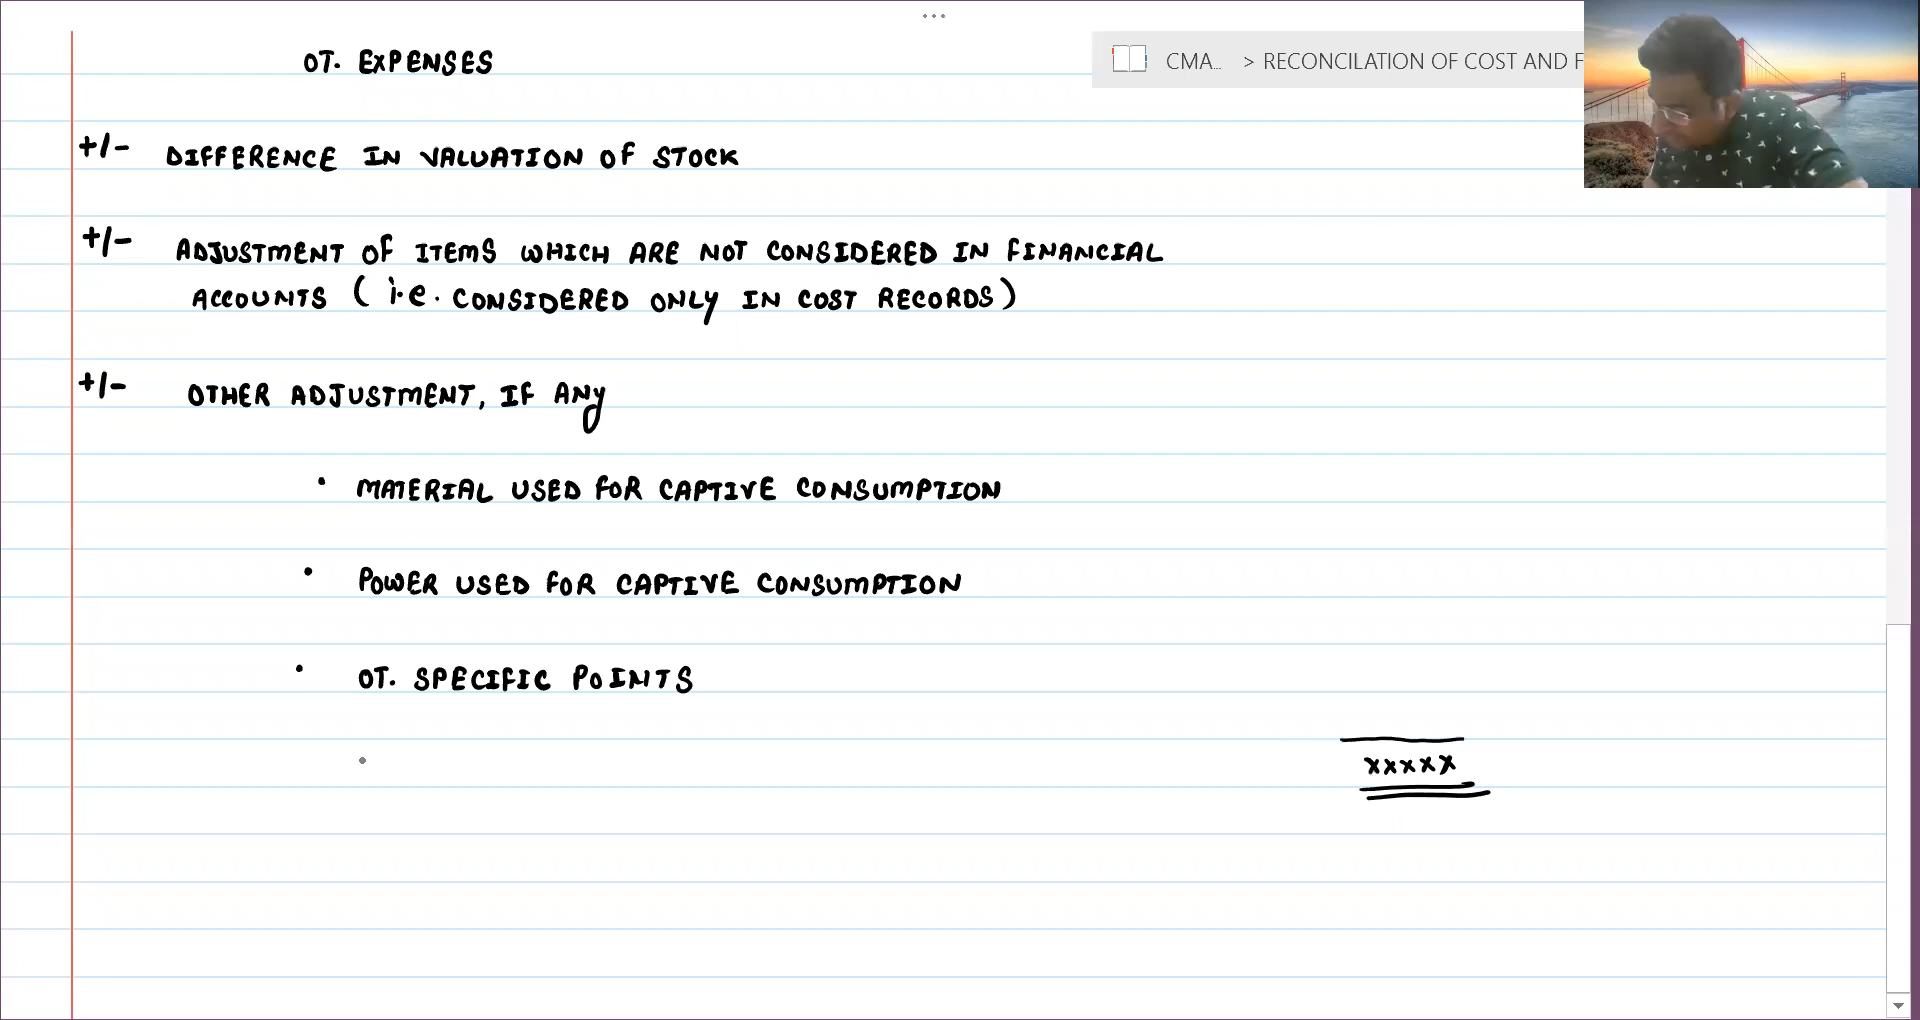 OT. EXPENSES
CMA... > RECONCILATION OF COST AND F
+/- DIFFERENCE IN VALUATION OF STOCK
+/- ADJUSTMENT OF ITEMS WHICH ARE NOT CONSIDERED IN FINANCIAL
ACCOUNTS ( i.e. CONSIDERED ONLY IN COST RECORDS )
+/- OTHER ADJUSTMENT, IF ANY
• MATERIAL USED FOR CAPTIVE CONSUMPTION
• POWER USED FOR CAPTIVE CONSUMPTION
• OT. SPECIFIC POINTS
xxxxx